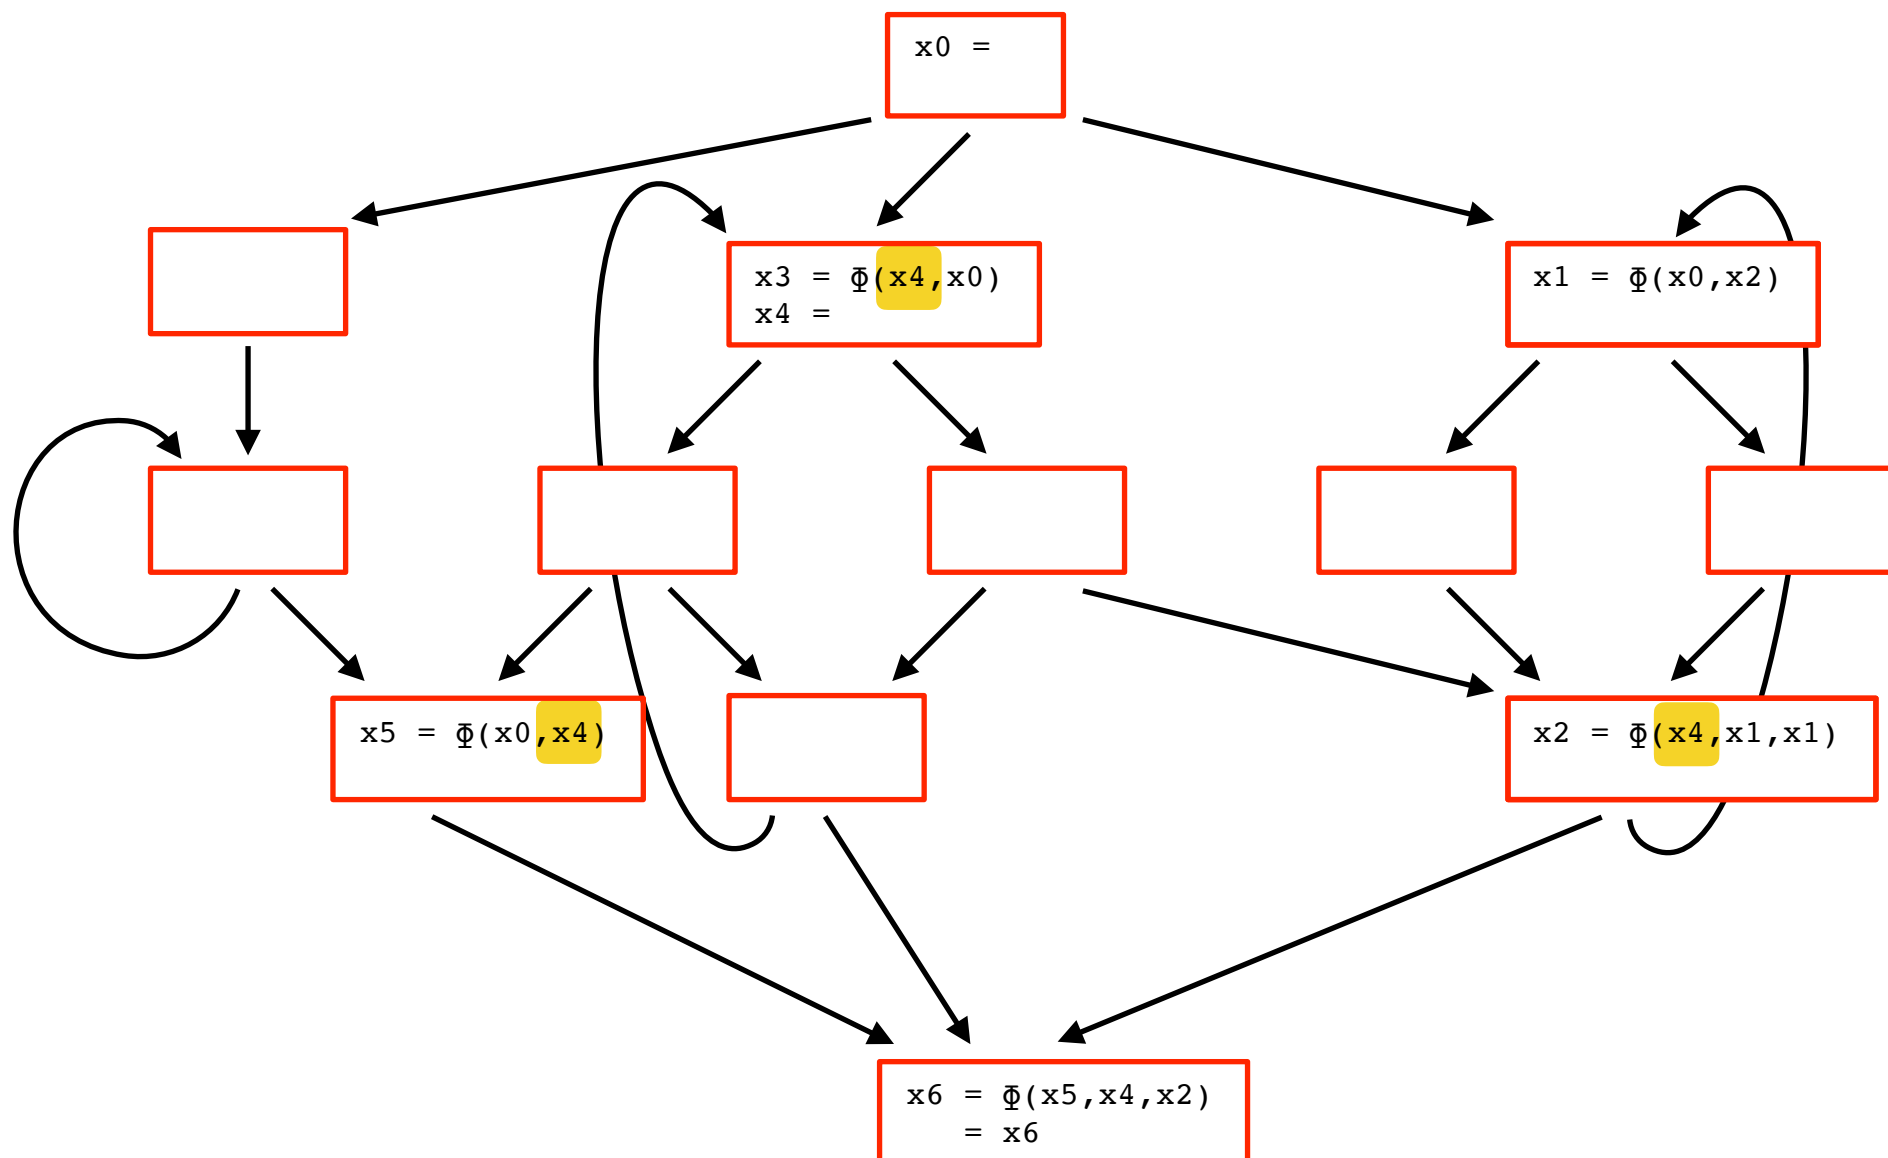 x0 =
x3 = Φ(x4,x0)
x4 =
x1 = Φ(x0,x2)
x5 = Φ(x0,x4)
x2 = Φ(x4,x1,x1)
x6 = Φ(x5,x4,x2)
= x6